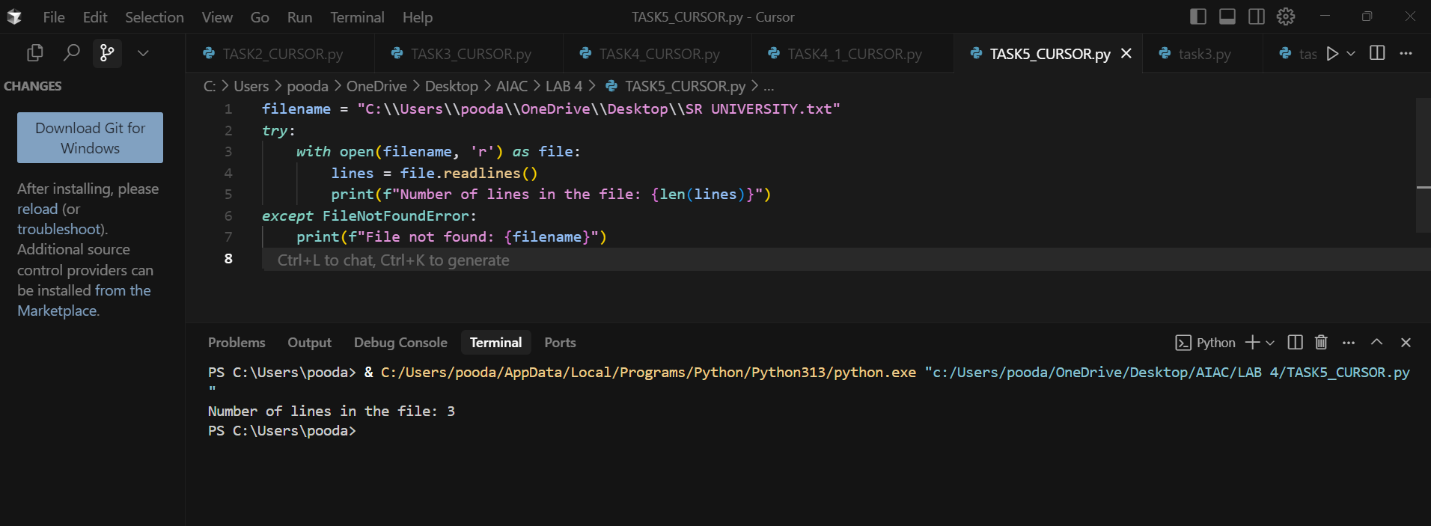 File Edit Selection View Go Run Terminal Help TASK5_CURSOR.py - Cursor
TASK2_CURSOR.py TASK3_CURSOR.py TASK4_CURSOR.py TASK4_1_CURSOR.py TASK5_CURSOR.py task3.py tas
CHANGES
Download Git for
Windows
After installing, please
reload (or
troubleshoot).
Additional source
control providers can
be installed from the
Marketplace.
C: > Users > pooda > OneDrive > Desktop > AIAC > LAB 4 > TASK5_CURSOR.py > ...
1 filename = "C:\\Users\\pooda\\OneDrive\\Desktop\\SR UNIVERSITY.txt"
2 try:
3     with open(filename, 'r') as file:
4         lines = file.readlines()
5         print(f"Number of lines in the file: {len(lines)}")
6 except FileNotFoundError:
7     print(f"File not found: {filename}")
8 Ctrl+L to chat, Ctrl+K to generate
Problems Output Debug Console Terminal Ports Python
PS C:\Users\pooda> & C:/Users/pooda/AppData/Local/Programs/Python/Python313/python.exe "c:/Users/pooda/OneDrive/Desktop/AIAC/LAB 4/TASK5_CURSOR.py
"
Number of lines in the file: 3
PS C:\Users\pooda>